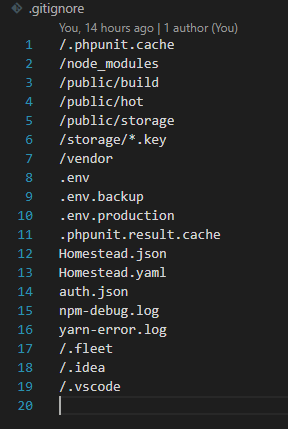 .gitignore
You, 14 hours ago | 1 author (You)
1 /.phpunit.cache
2 /node_modules
3 /public/build
4 /public/hot
5 /public/storage
6 /storage/*.key
7 /vendor
8 .env
9 .env.backup
10 .env.production
11 .phpunit.result.cache
12 Homestead.json
13 Homestead.yaml
14 auth.json
15 npm-debug.log
16 yarn-error.log
17 /.fleet
18 /.idea
19 /.vscode
20